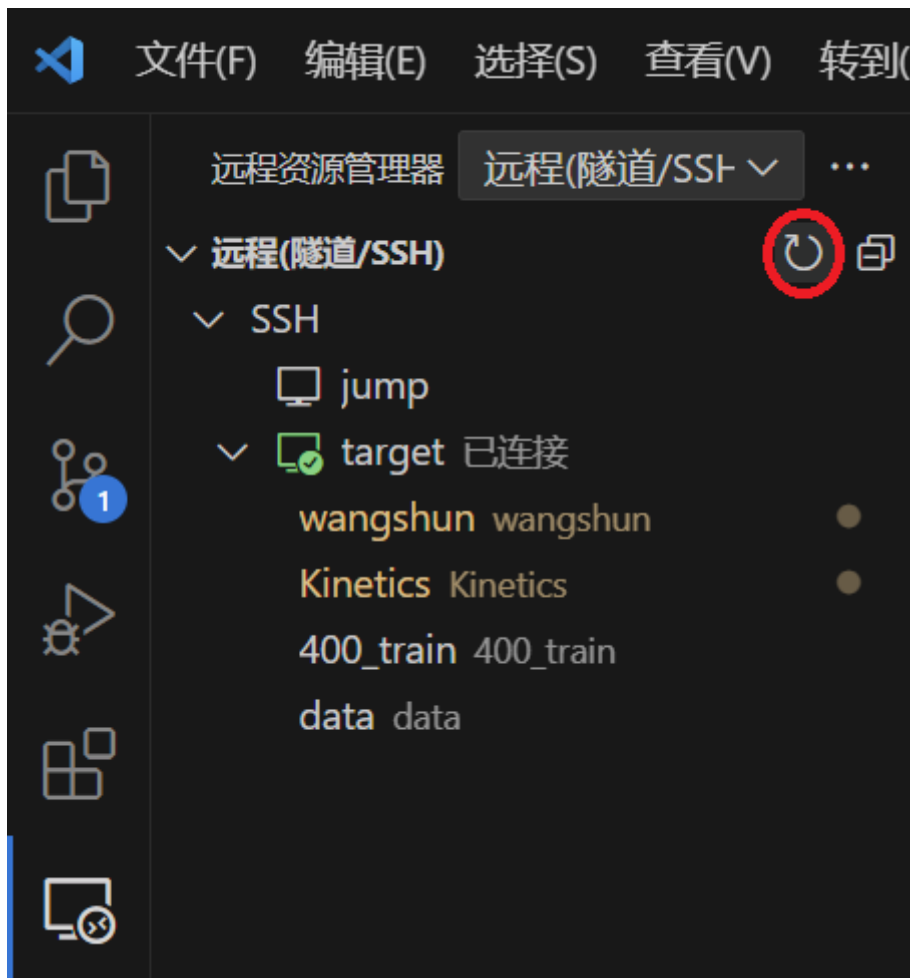 文件(F) 编辑(E) 选择(S) 查看(V) 转到(
远程资源管理器 远程(隧道/SSH
远程(隧道/SSH)
SSH
jump
target 已连接
1
wangshun wangshun
Kinetics Kinetics
400_train 400_train
data data